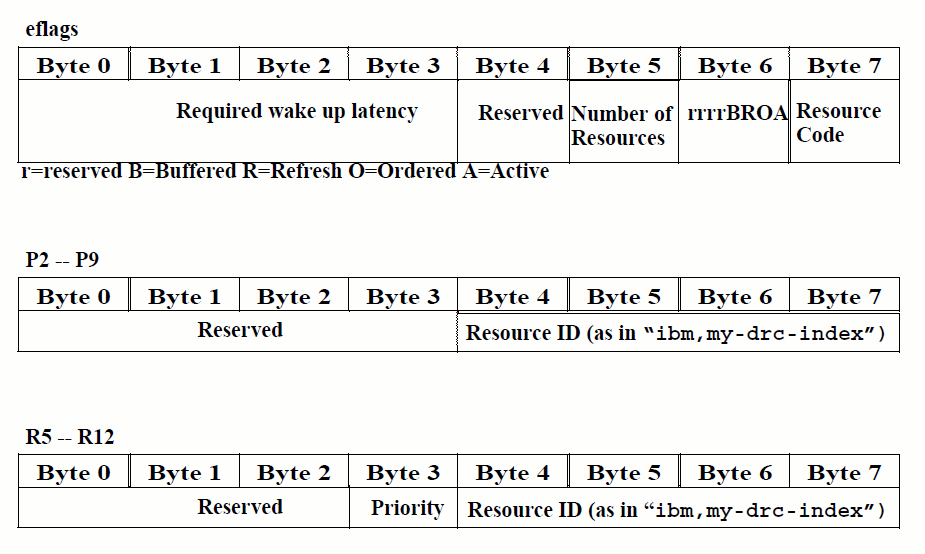 eflags
Byte 0 Byte 1 Byte 2 Byte 3 Byte 4 Byte 5 Byte 6 Byte 7
Required wake up latency Reserved Number of Resources rrrrBROA Resource Code
r=reserved B=Buffered R=Refresh O=Ordered A=Active
P2 -- P9
Byte 0 Byte 1 Byte 2 Byte 3 Byte 4 Byte 5 Byte 6 Byte 7
Reserved Resource ID (as in “ibm,my-drc-index”)
R5 -- R12
Byte 0 Byte 1 Byte 2 Byte 3 Byte 4 Byte 5 Byte 6 Byte 7
Reserved Priority Resource ID (as in “ibm,my-drc-index”)